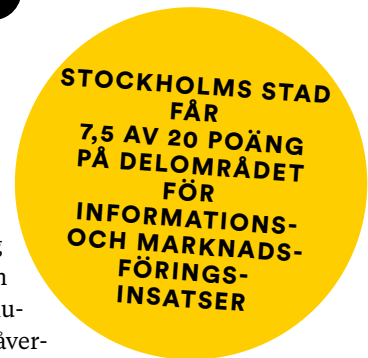 STOCKHOLMS STAD
FÅR
7,5 AV 20 POÄNG
PÅ DELOMRÅDET
FÖR
INFORMATIONS-
OCH MARKNADS-
FÖRINGS-
INSATSER